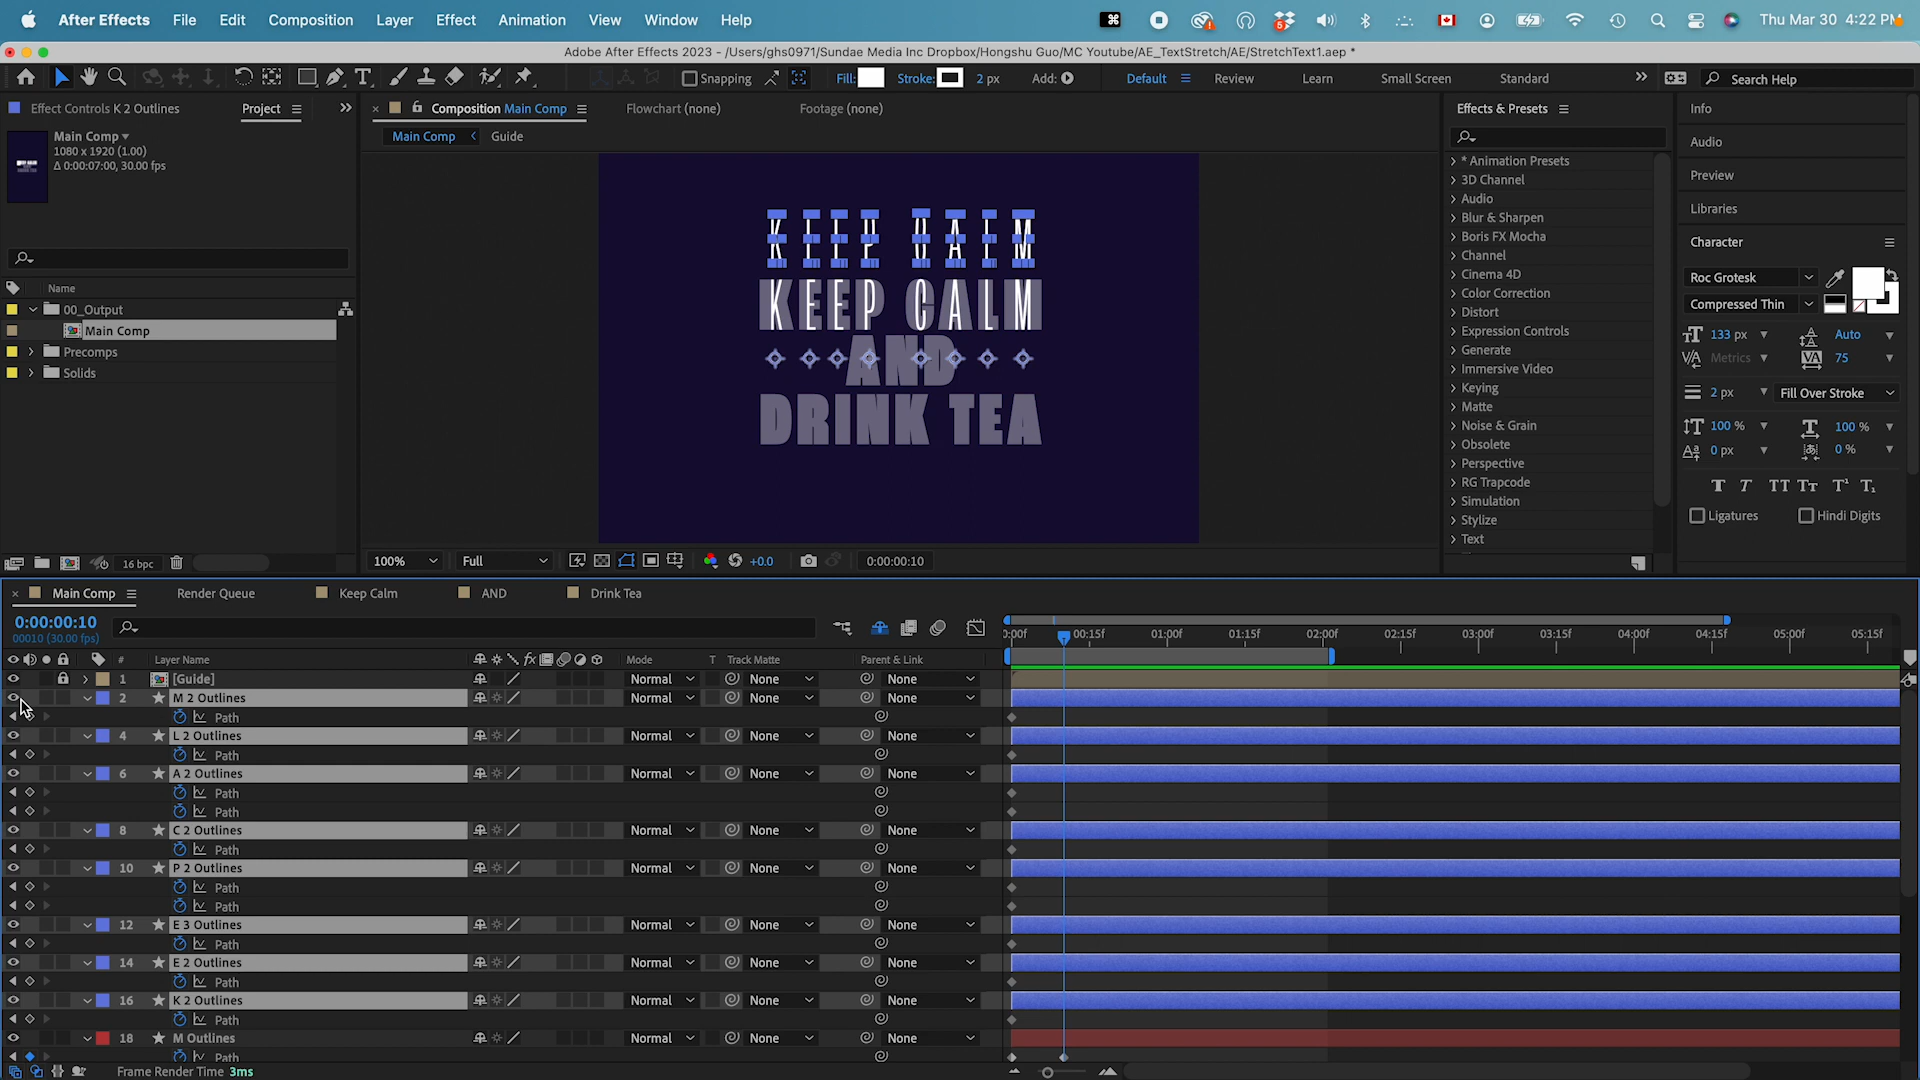 After Effects File Edit Composition Layer Effect Animation View Window Help
5
Thu Mar 30 4:22 PM
Adobe After Effects 2023 - /Users/ghs0971/Sundae Media Inc Dropbox/Hongshu Guo/MC Youtube/AE_TextStretch/AE/StretchText1.aep *
Snapping Fill: Stroke: 2 px Add: Default Review Learn Small Screen Standard Search Help
Effect Controls K 2 Outlines Project
Main Comp
1080 x 1920 (1.00)
Δ 0:00:07:00, 30.00 fps
Name
00_Output
Main Comp
Precomps
Solids
16 bpc
Composition Main Comp Flowchart (none) Footage (none)
Main Comp Guide
KEEP CALM
KEEP CALM
AND
DRINK TEA
100% Full +0.0 0:00:00:10
Effects & Presets
* Animation Presets
3D Channel
Audio
Blur & Sharpen
Boris FX Mocha
Channel
Cinema 4D
Color Correction
Distort
Expression Controls
Generate
Immersive Video
Keying
Matte
Noise & Grain
Obsolete
Perspective
RG Trapcode
Simulation
Stylize
Text
Info
Audio
Preview
Libraries
Character
Roc Grotesk
Compressed Thin
133 px Auto
Metrics 75
2 px Fill Over Stroke
100 % 100 %
0 px 0 %
T T TT Tt T¹ T₁
Ligatures Hindi Digits
Main Comp Render Queue Keep Calm AND Drink Tea
0:00:00:10
00010 (30.00 fps)
:00f 00:15f 01:00f 01:15f 02:00f 02:15f 03:00f 03:15f 04:00f 04:15f 05:00f 05:15f
# Layer Name fx Mode T Track Matte Parent & Link
1 [Guide] Normal None None
2 M 2 Outlines Normal None None
Path
4 L 2 Outlines Normal None None
Path
6 A 2 Outlines Normal None None
Path
Path
8 C 2 Outlines Normal None None
Path
10 P 2 Outlines Normal None None
Path
Path
12 E 3 Outlines Normal None None
Path
14 E 2 Outlines Normal None None
Path
16 K 2 Outlines Normal None None
Path
18 M Outlines Normal None None
Path
Frame Render Time 3ms